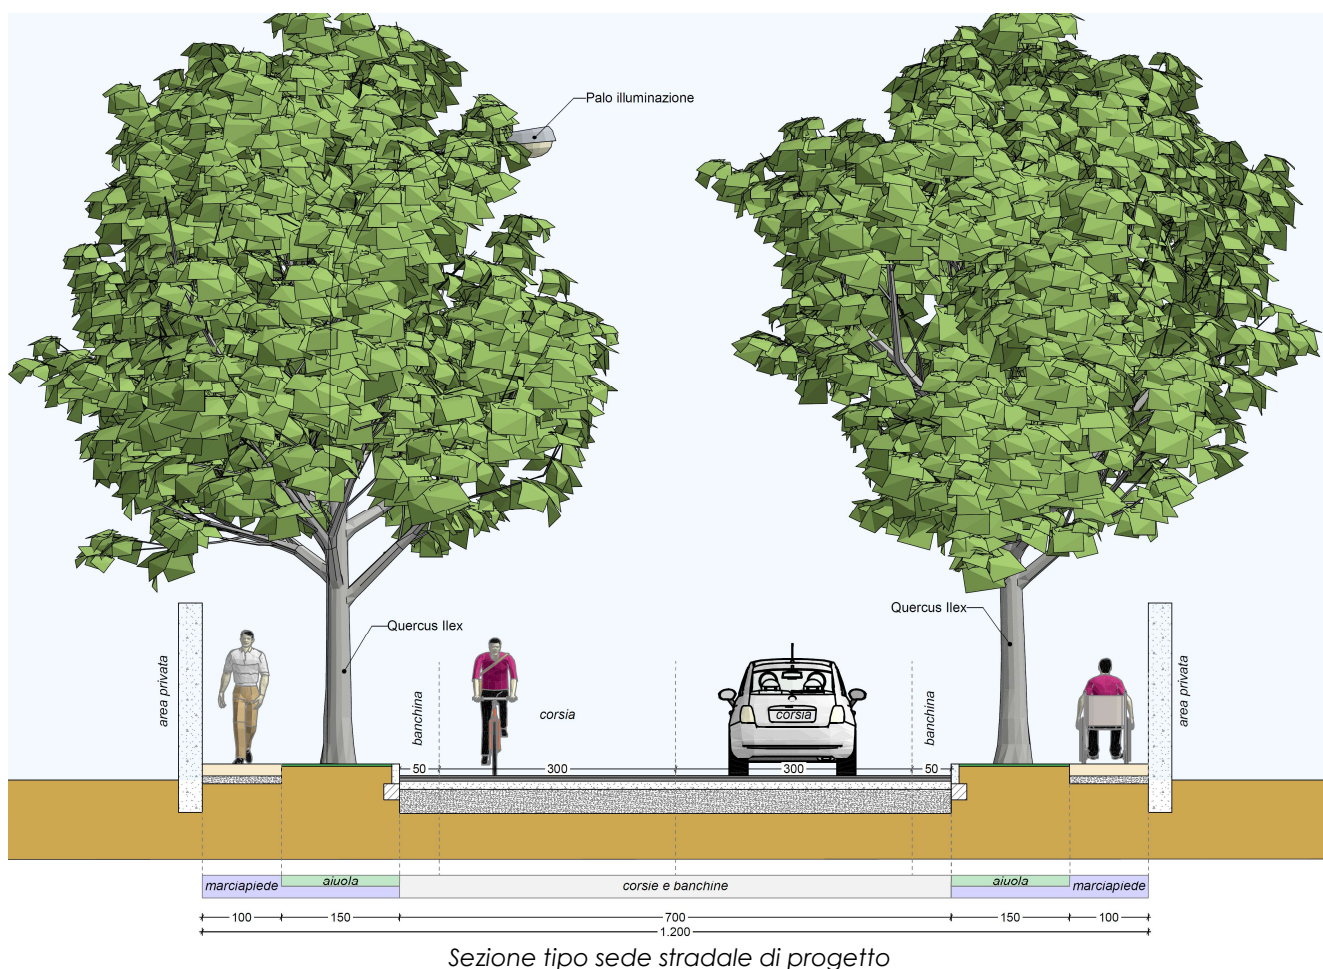 Palo illuminazione
Quercus Ilex
Quercus Ilex
area privata
banchina
corsia
corsia
banchina
area privata
50
300
300
50
marciapiede
aiuola
corsie e banchine
aiuola
marciapiede
100
150
700
150
100
1.200
Sezione tipo sede stradale di progetto